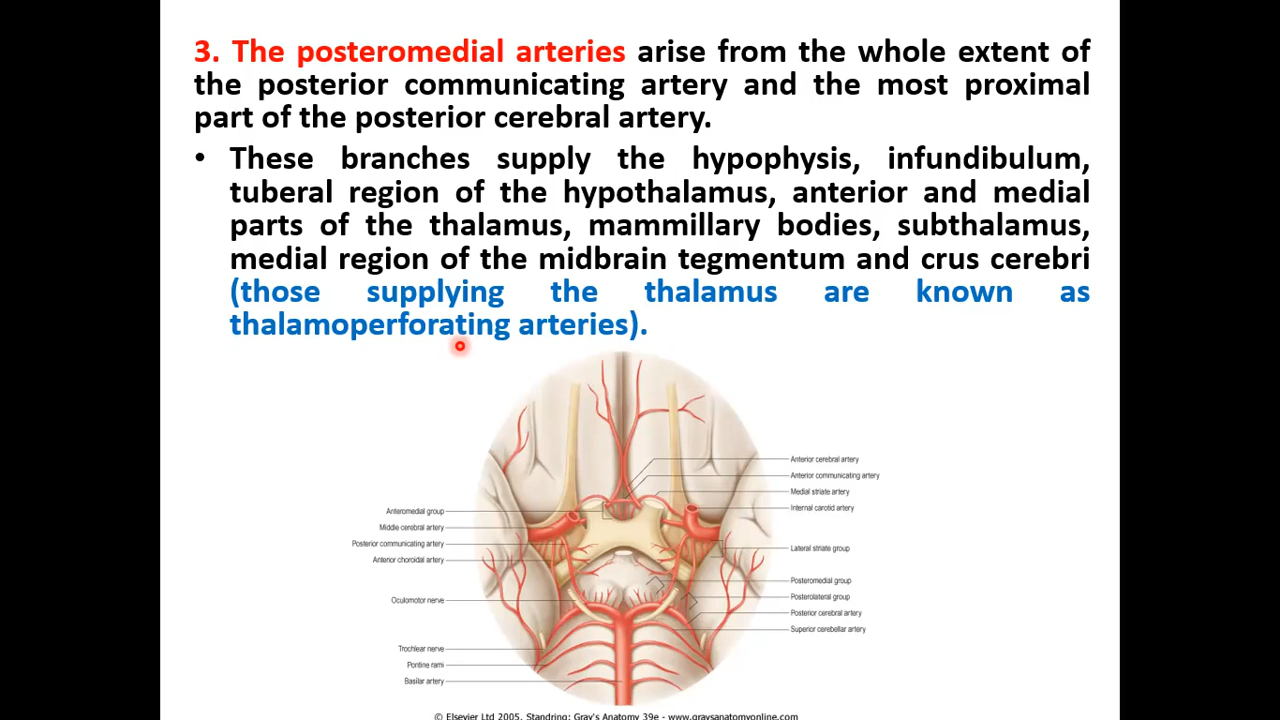 3. The posteromedial arteries arise from the whole extent of
the posterior communicating artery and the most proximal
part of the posterior cerebral artery.
• These branches supply the hypophysis, infundibulum,
tuberal region of the hypothalamus, anterior and medial
parts of the thalamus, mammillary bodies, subthalamus,
medial region of the midbrain tegmentum and crus cerebri
(those supplying the thalamus are known as
thalamoperforating arteries).
Anteromedial group
Middle cerebral artery
Posterior communicating artery
Anterior choroidal artery
Oculomotor nerve
Trochlear nerve
Pontine rami
Basilar artery
Anterior cerebral artery
Anterior communicating artery
Medial striate artery
Internal carotid artery
Lateral striate group
Posteromedial group
Posterolateral group
Posterior cerebral artery
Superior cerebellar artery
© Elsevier Ltd 2005. Standring: Gray's Anatomy 39e - www.graysanatomyonline.com